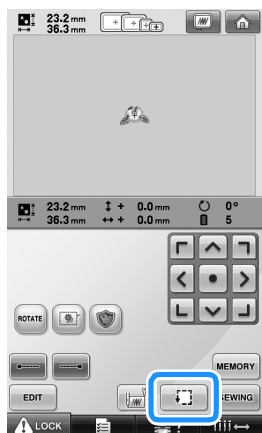 23.2 mm
36.3 mm
23.2 mm + 0.0 mm 0°
36.3 mm + 0.0 mm 5
ROTATE
MEMORY
EDIT EWING
LOCK ?